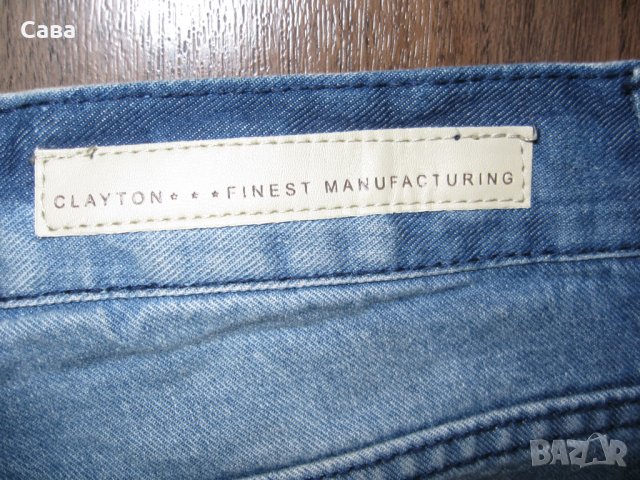 Сава
CLAYTON***FINEST MANUFACTURING
BAZAR